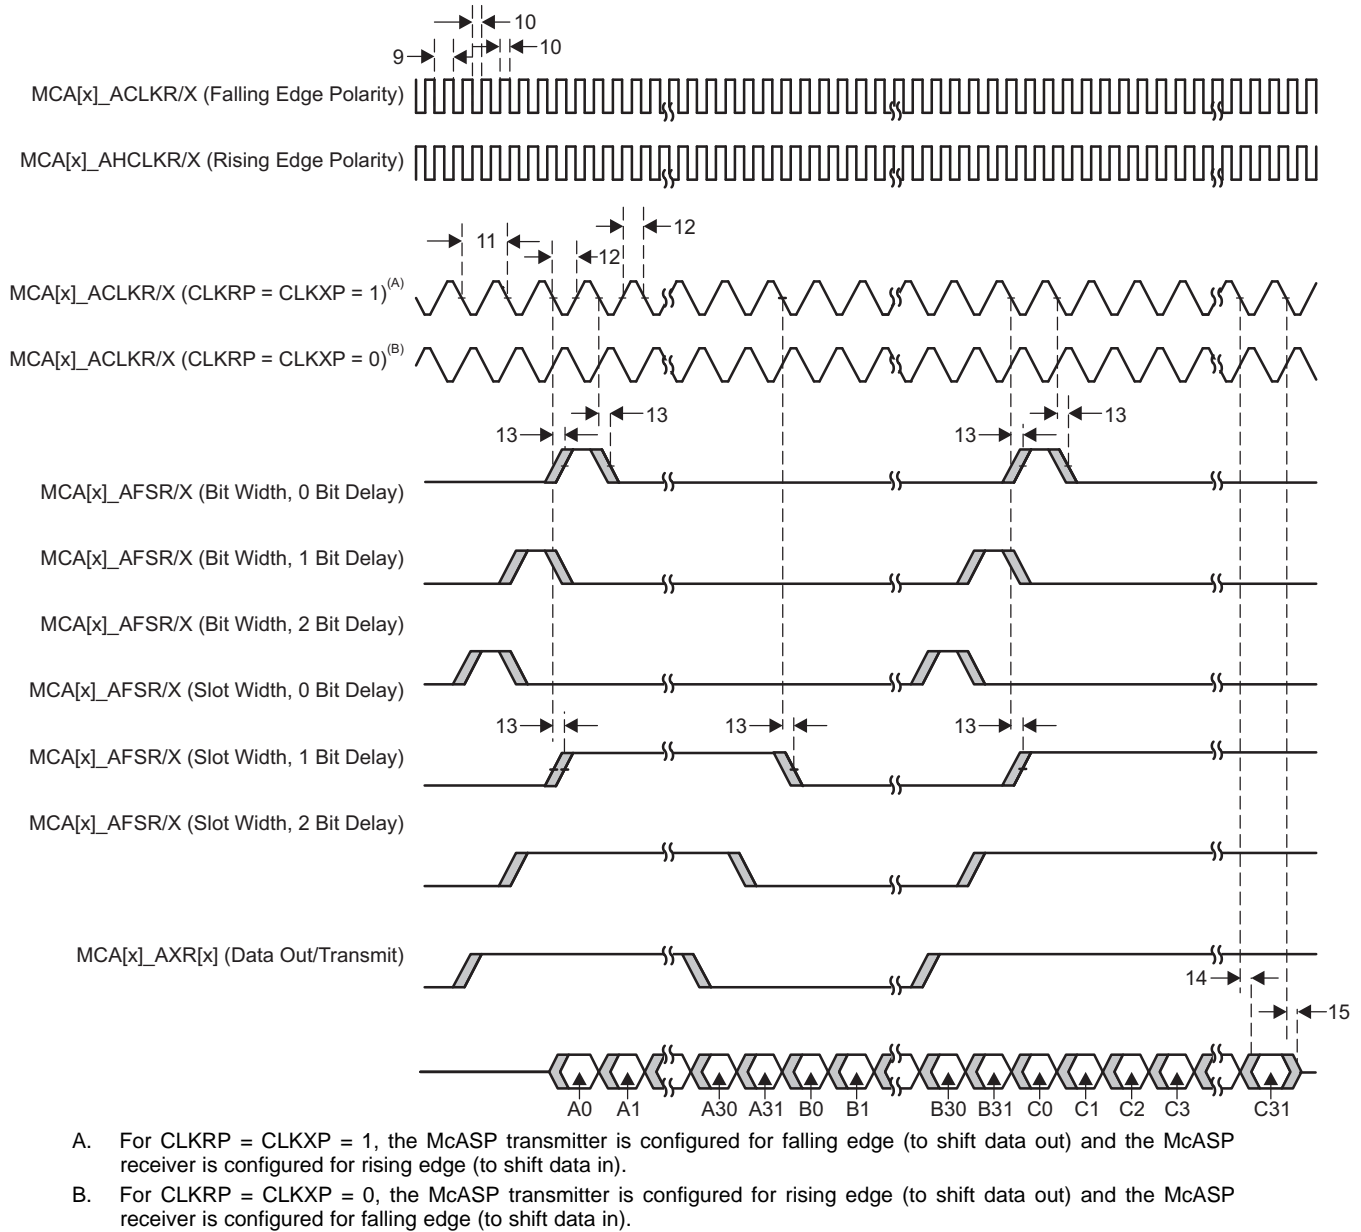 10
10
9
MCA[x]_ACLKR/X (Falling Edge Polarity)
MCA[x]_AHCLKR/X (Rising Edge Polarity)
12
11
12
MCA[x]_ACLKR/X (CLKRP = CLKXP = 1)(A)
MCA[x]_ACLKR/X (CLKRP = CLKXP = 0)(B)
13 13
13 13
MCA[x]_AFSR/X (Bit Width, 0 Bit Delay)
MCA[x]_AFSR/X (Bit Width, 1 Bit Delay)
MCA[x]_AFSR/X (Bit Width, 2 Bit Delay)
MCA[x]_AFSR/X (Slot Width, 0 Bit Delay)
13 13 13
MCA[x]_AFSR/X (Slot Width, 1 Bit Delay)
MCA[x]_AFSR/X (Slot Width, 2 Bit Delay)
MCA[x]_AXR[x] (Data Out/Transmit)
14
15
A0 A1 A30 A31 B0 B1 B30 B31 C0 C1 C2 C3 C31
A. For CLKRP = CLKXP = 1, the McASP transmitter is configured for falling edge (to shift data out) and the McASP
receiver is configured for rising edge (to shift data in).
B. For CLKRP = CLKXP = 0, the McASP transmitter is configured for rising edge (to shift data out) and the McASP
receiver is configured for falling edge (to shift data in).